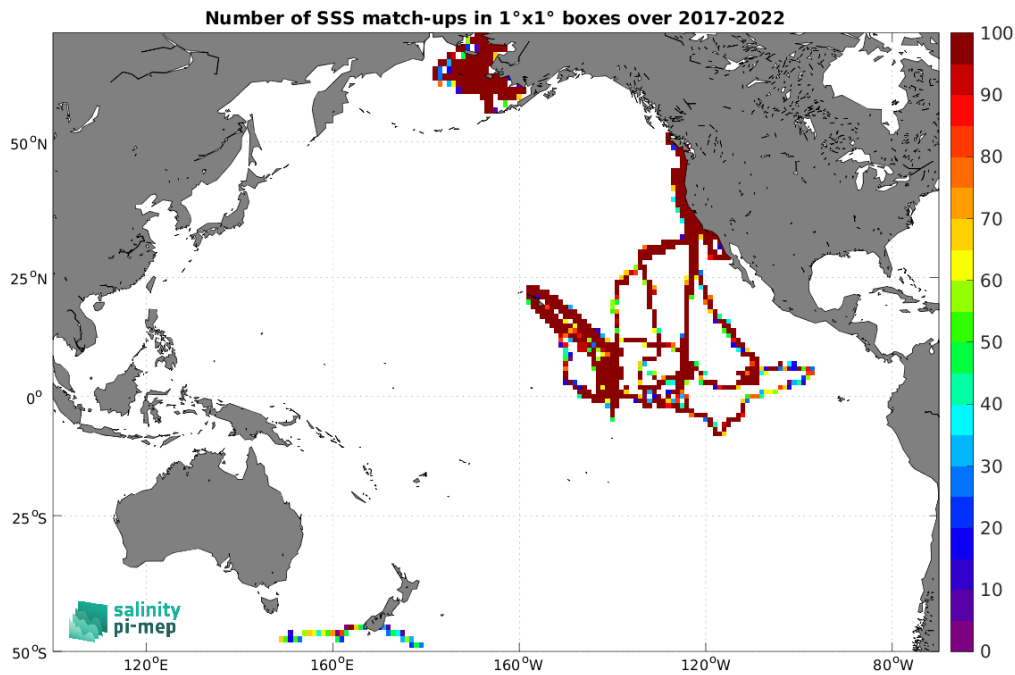 Number of SSS match-ups in 1°x1° boxes over 2017-2022
100
90
80
70
60
50
40
30
20
10
0
50°N
25°N
0°
25°S
50°S
120°E
160°E
160°W
120°W
80°W
salinity
pi-mep